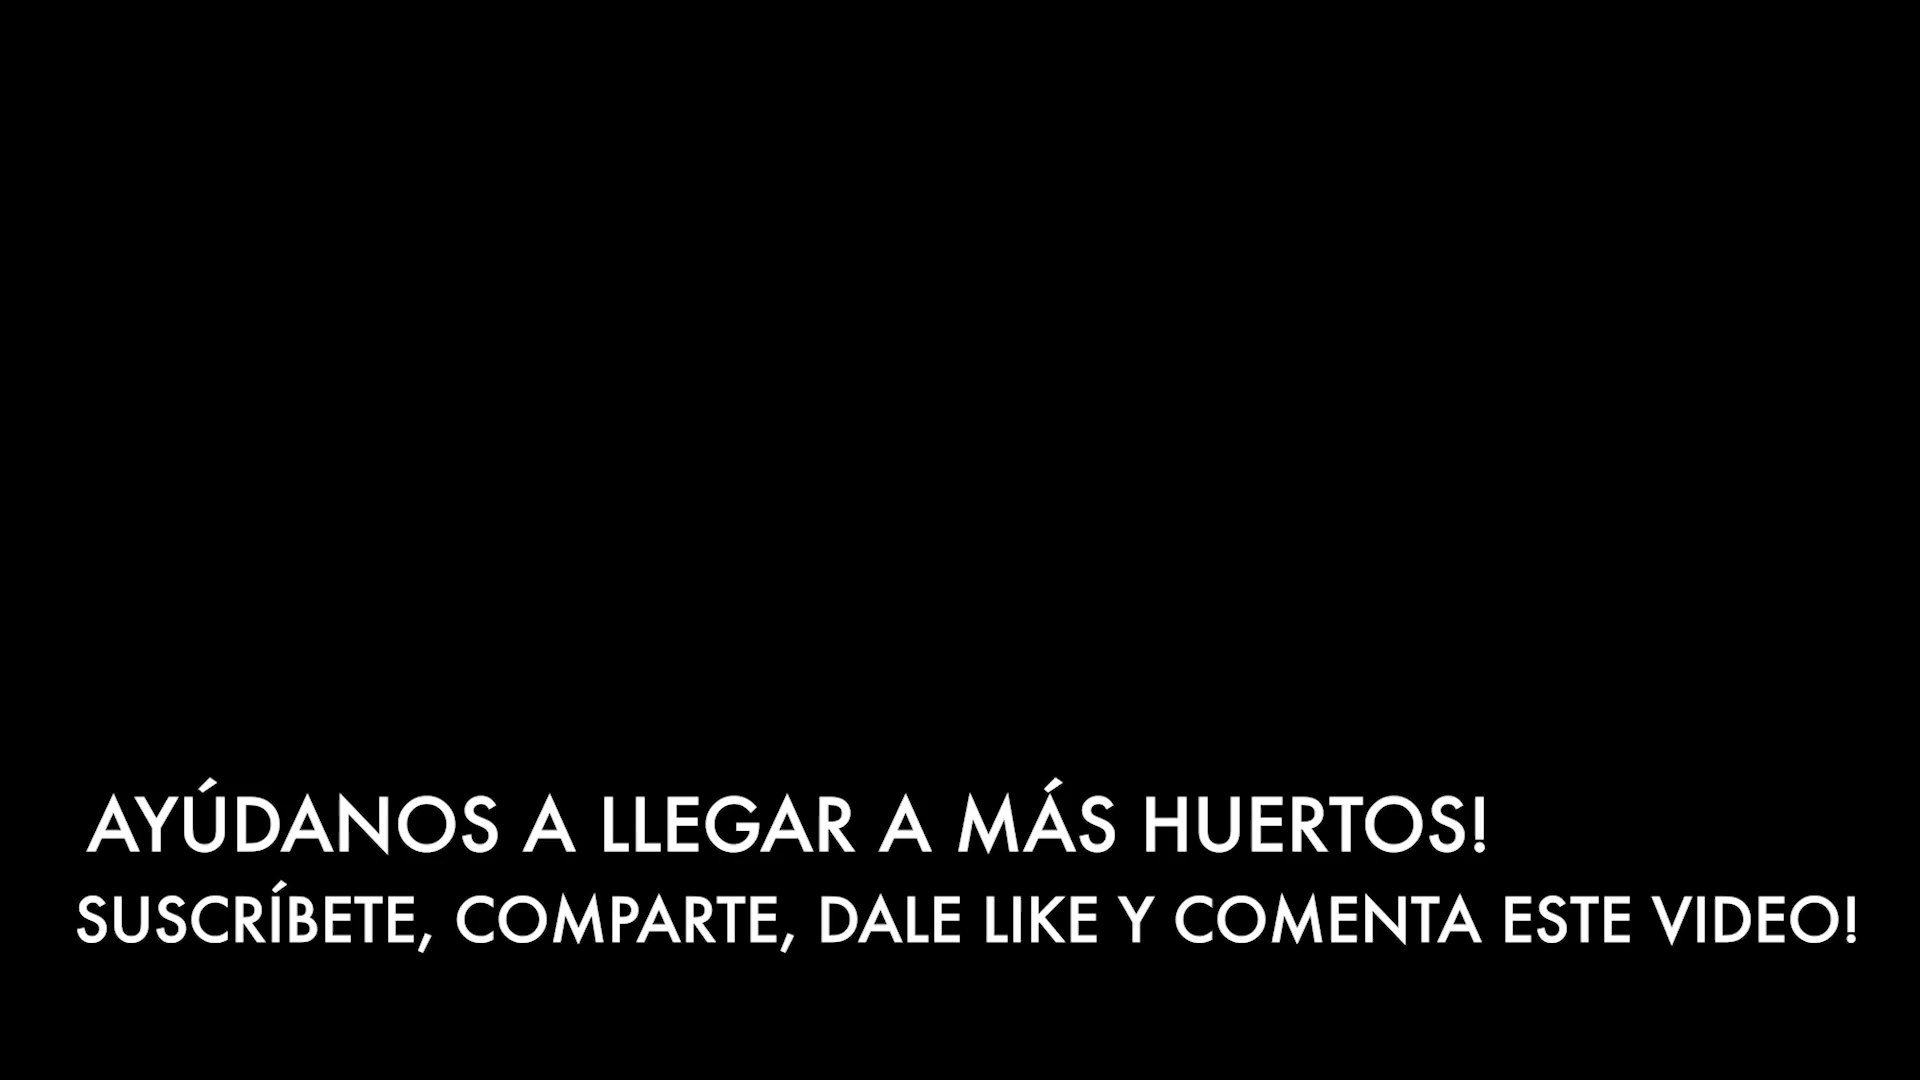 AYÚDANOS A LLEGAR A MÁS HUERTOS!
SUSCRÍBETE, COMPARTE, DALE LIKE Y COMENTA ESTE VIDEO!